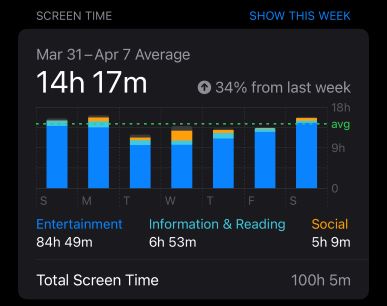 SCREEN TIME SHOW THIS WEEK
Mar 31 – Apr 7 Average
14h 17m 34% from last week
18h
avg
9h
0
S M T W T F S
Entertainment Information & Reading Social
84h 49m 6h 53m 5h 9m
Total Screen Time 100h 5m